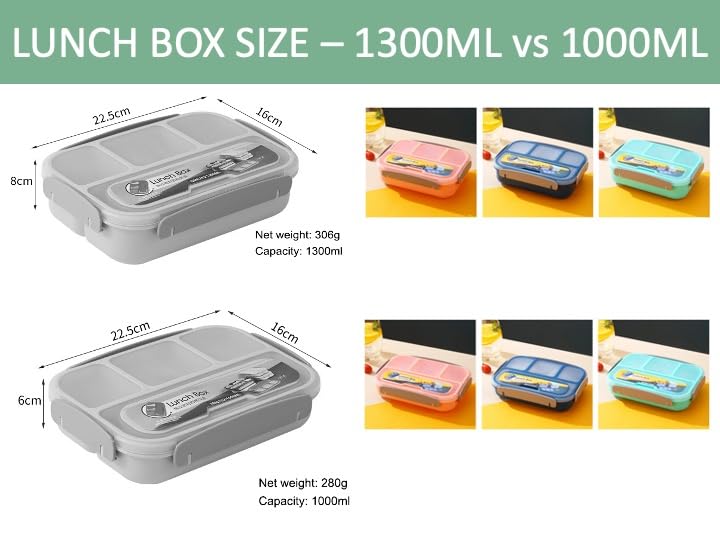 LUNCH BOX SIZE – 1300ML vs 1000ML
22.5cm
16cm
8cm
Lunch Box
Net weight: 306g
Capacity: 1300ml
22.5cm
16cm
6cm
Lunch Box
Net weight: 280g
Capacity: 1000ml